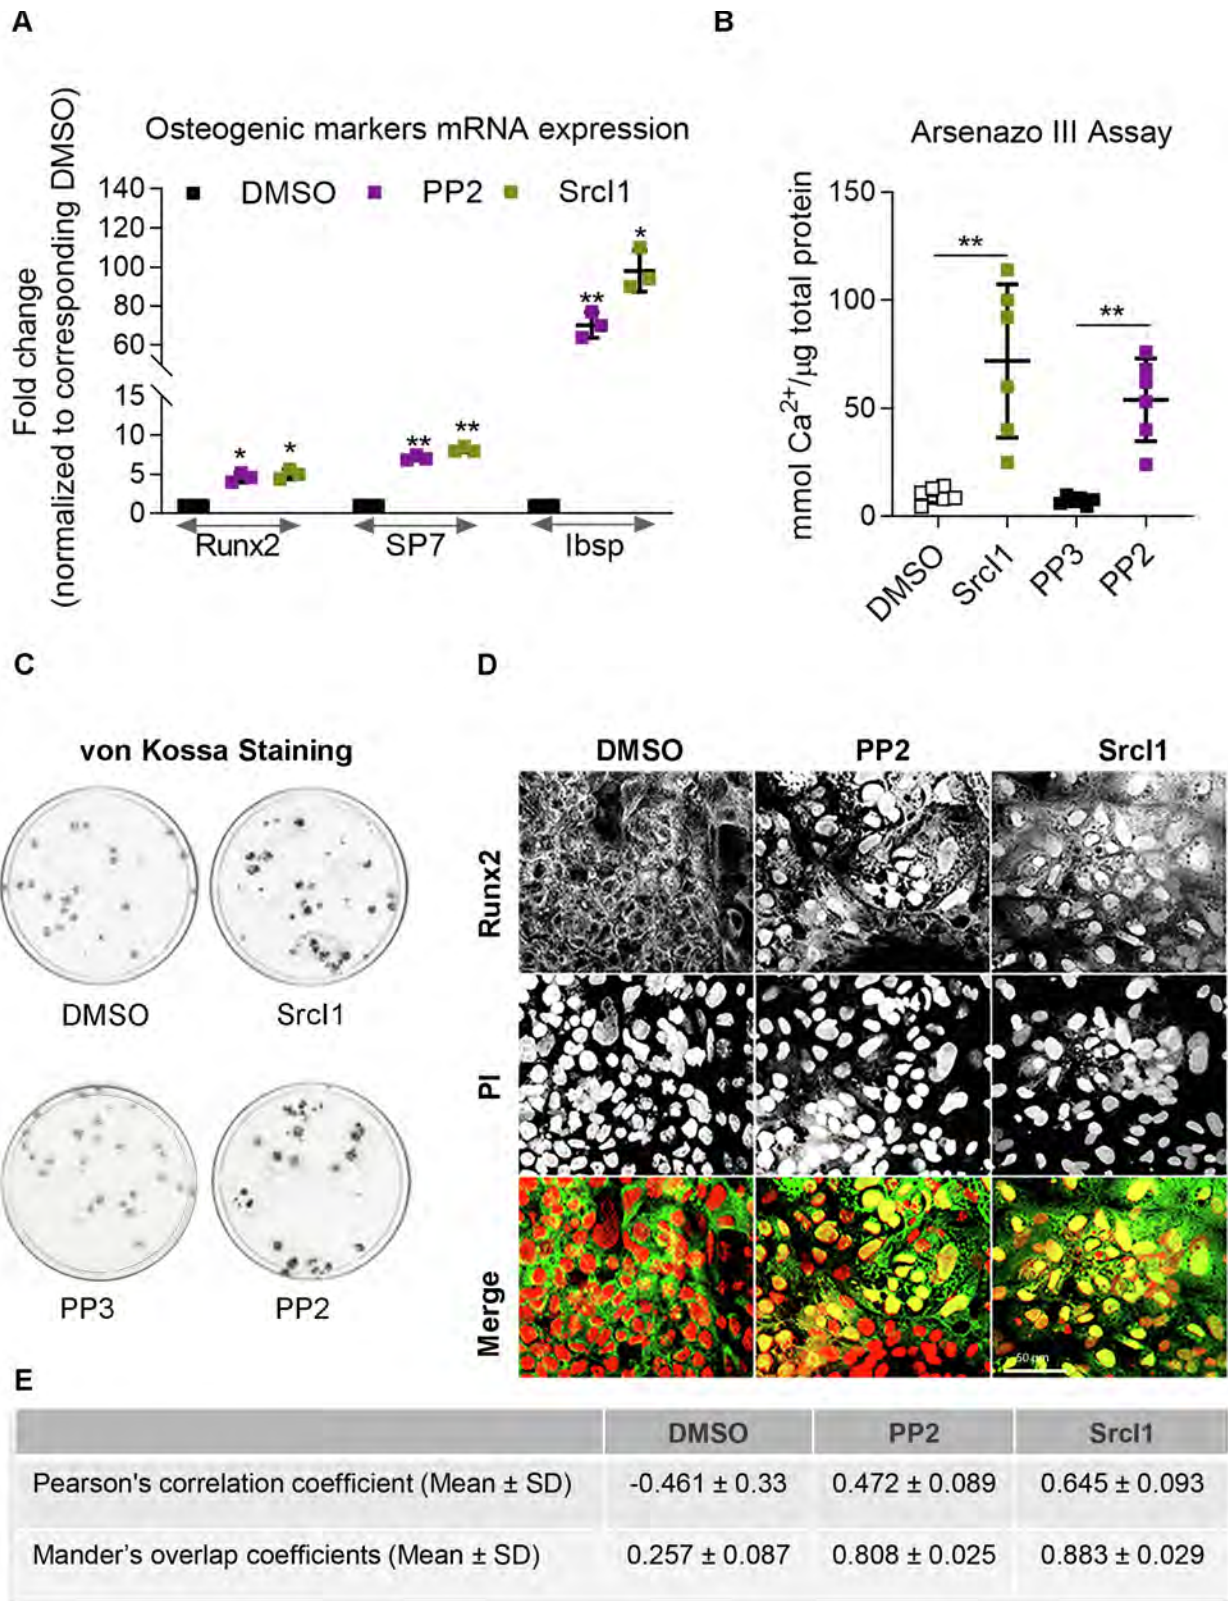 A
Osteogenic markers mRNA expression
Fold change
(normalized to corresponding DMSO)
DMSO PP2 SrcI1
140
120
100
80
60
15
10
5
0
* * ** ** ** *
Runx2 SP7 Ibsp
B
Arsenazo III Assay
mmol Ca²⁺/µg total protein
150
100
50
0
** **
DMSO SrcI1 PP3 PP2
C
von Kossa Staining
DMSO SrcI1
PP3 PP2
D
DMSO PP2 SrcI1
Runx2
PI
Merge
50 µm
E
DMSO PP2 SrcI1
Pearson's correlation coefficient (Mean ± SD) -0.461 ± 0.33 0.472 ± 0.089 0.645 ± 0.093
Mander's overlap coefficients (Mean ± SD) 0.257 ± 0.087 0.808 ± 0.025 0.883 ± 0.029